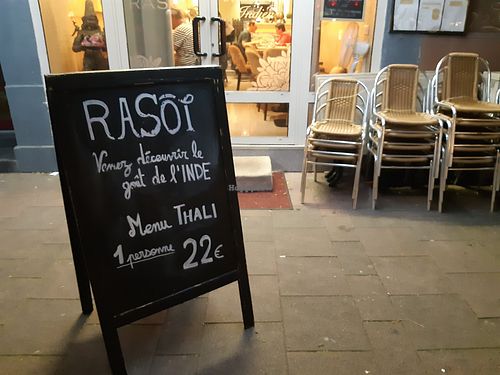 RASOÏ
Venez découvrir le
goût de l'INDE
Menu THALI
1 personne 22€